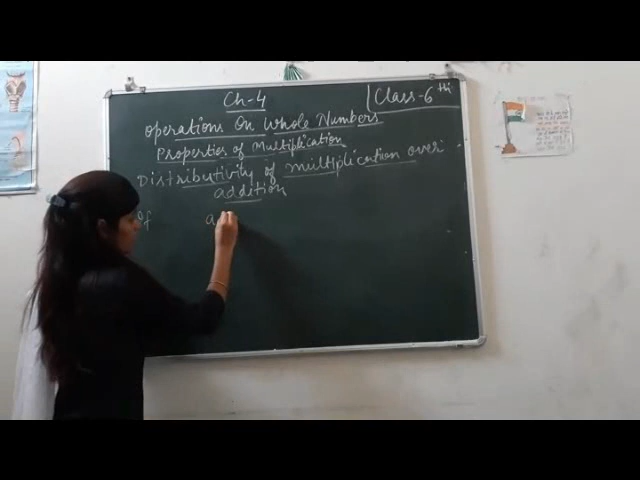 Ch-4
Class-6th
Operations On Whole Numbers
Properties of Multiplication
Distributivity of multiplication over
addition
If a